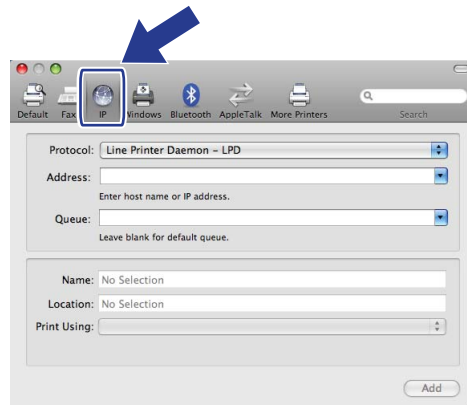 Default Fax IP Windows Bluetooth AppleTalk More Printers Search
Protocol: Line Printer Daemon – LPD
Address:
Enter host name or IP address.
Queue:
Leave blank for default queue.
Name: No Selection
Location: No Selection
Print Using:
Add